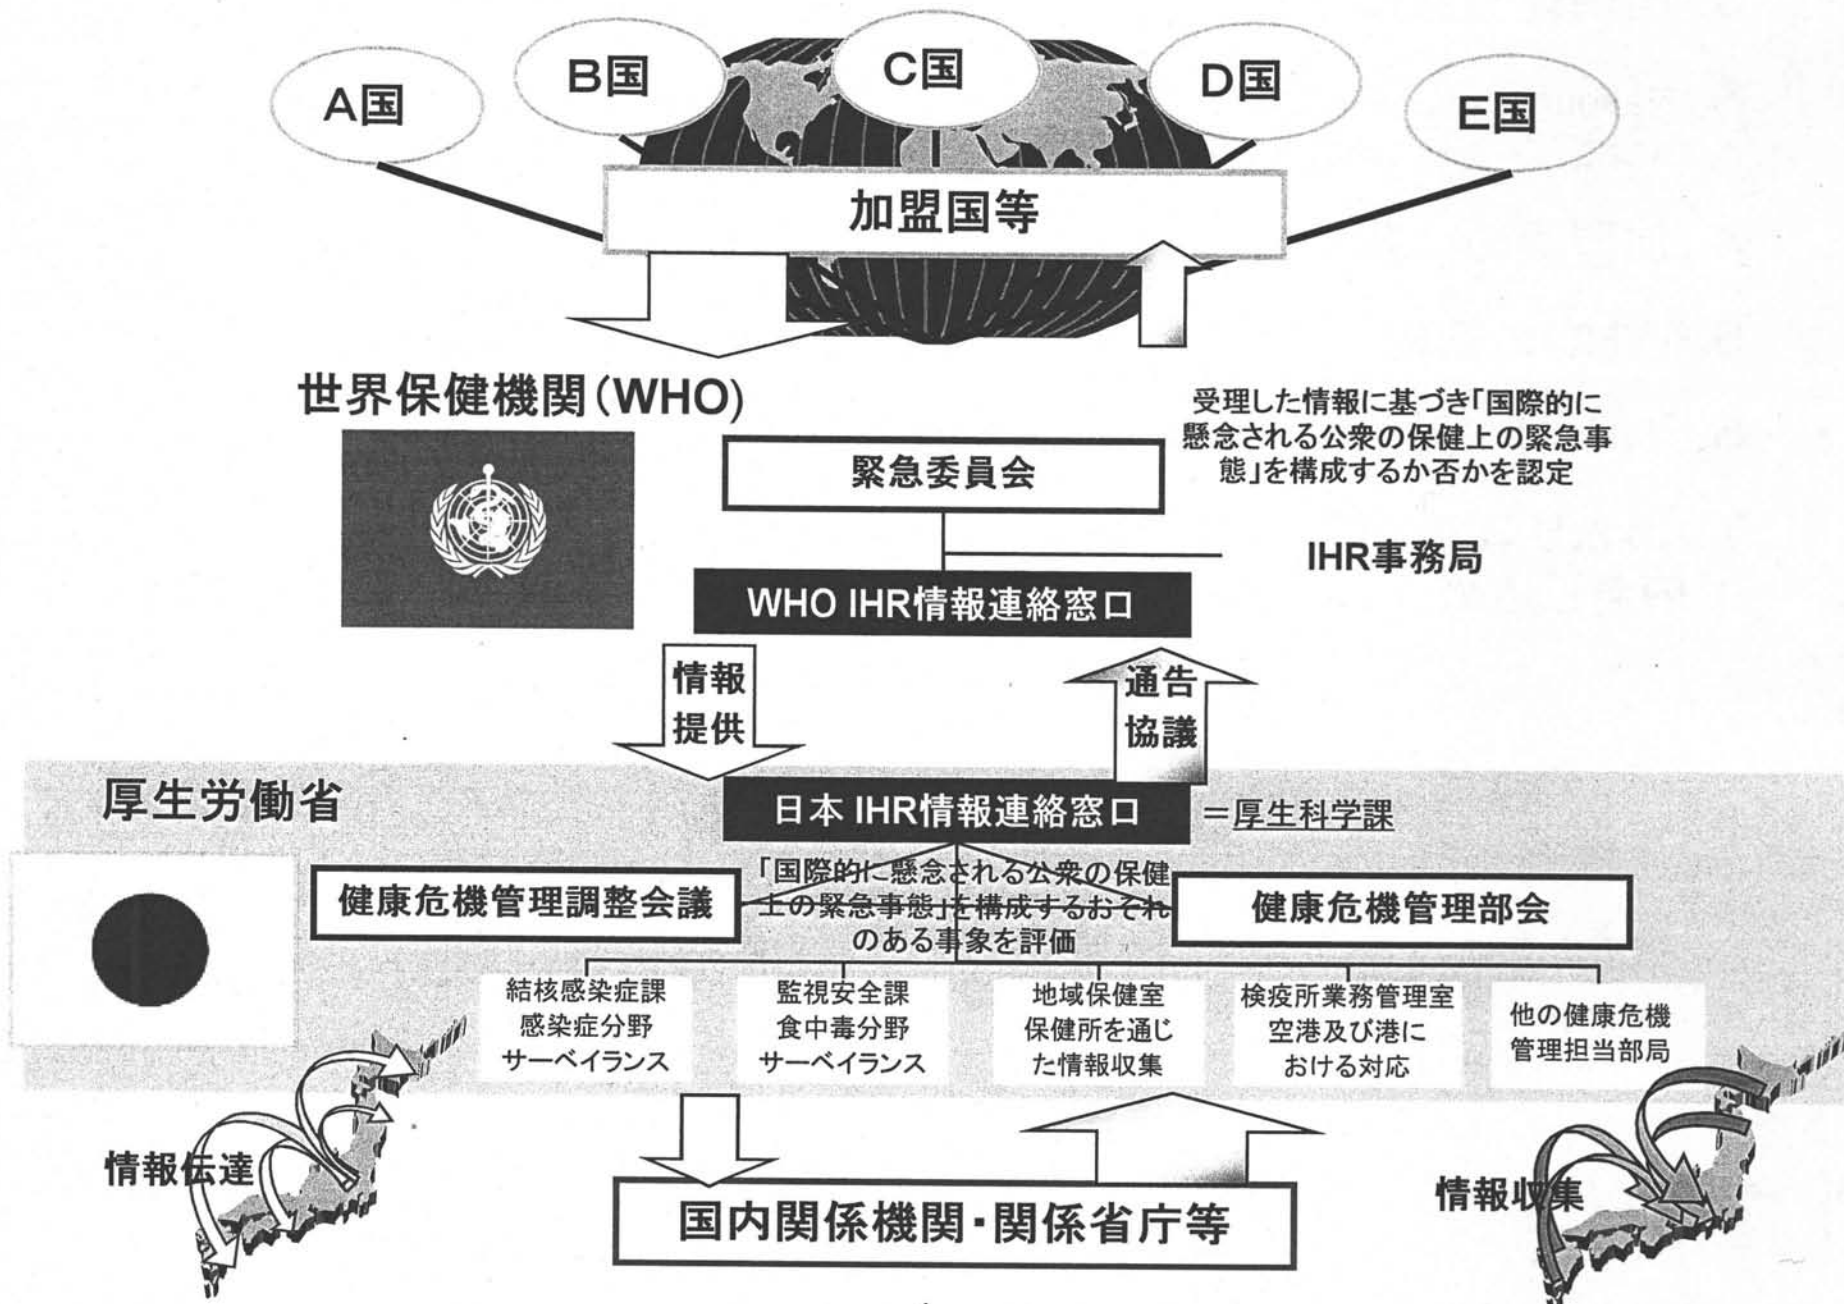 A国
B国
C国
D国
E国
加盟国等
世界保健機関(WHO)
受理した情報に基づき「国際的に
懸念される公衆の保健上の緊急事
態」を構成するか否かを認定
緊急委員会
IHR事務局
WHO IHR情報連絡窓口
情報
提供
通告
協議
厚生労働省
日本 IHR情報連絡窓口
=厚生科学課
健康危機管理調整会議
「国際的に懸念される公衆の保健
上の緊急事態」を構成するおそれ
のある事象を評価
健康危機管理部会
結核感染症課
感染症分野
サーベイランス
監視安全課
食中毒分野
サーベイランス
地域保健室
保健所を通じ
た情報収集
検疫所業務管理室
空港及び港に
おける対応
他の健康危機
管理担当部局
情報伝達
情報収集
国内関係機関・関係省庁等